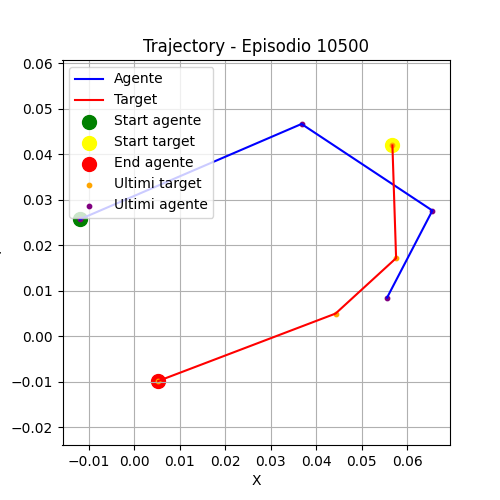 Trajectory - Episodio 10500
0.06
0.05
0.04
0.03
0.02
0.01
0.00
−0.01
−0.02
Agente
Target
Start agente
Start target
End agente
Ultimi target
Ultimi agente
−0.01 0.00 0.01 0.02 0.03 0.04 0.05 0.06
X